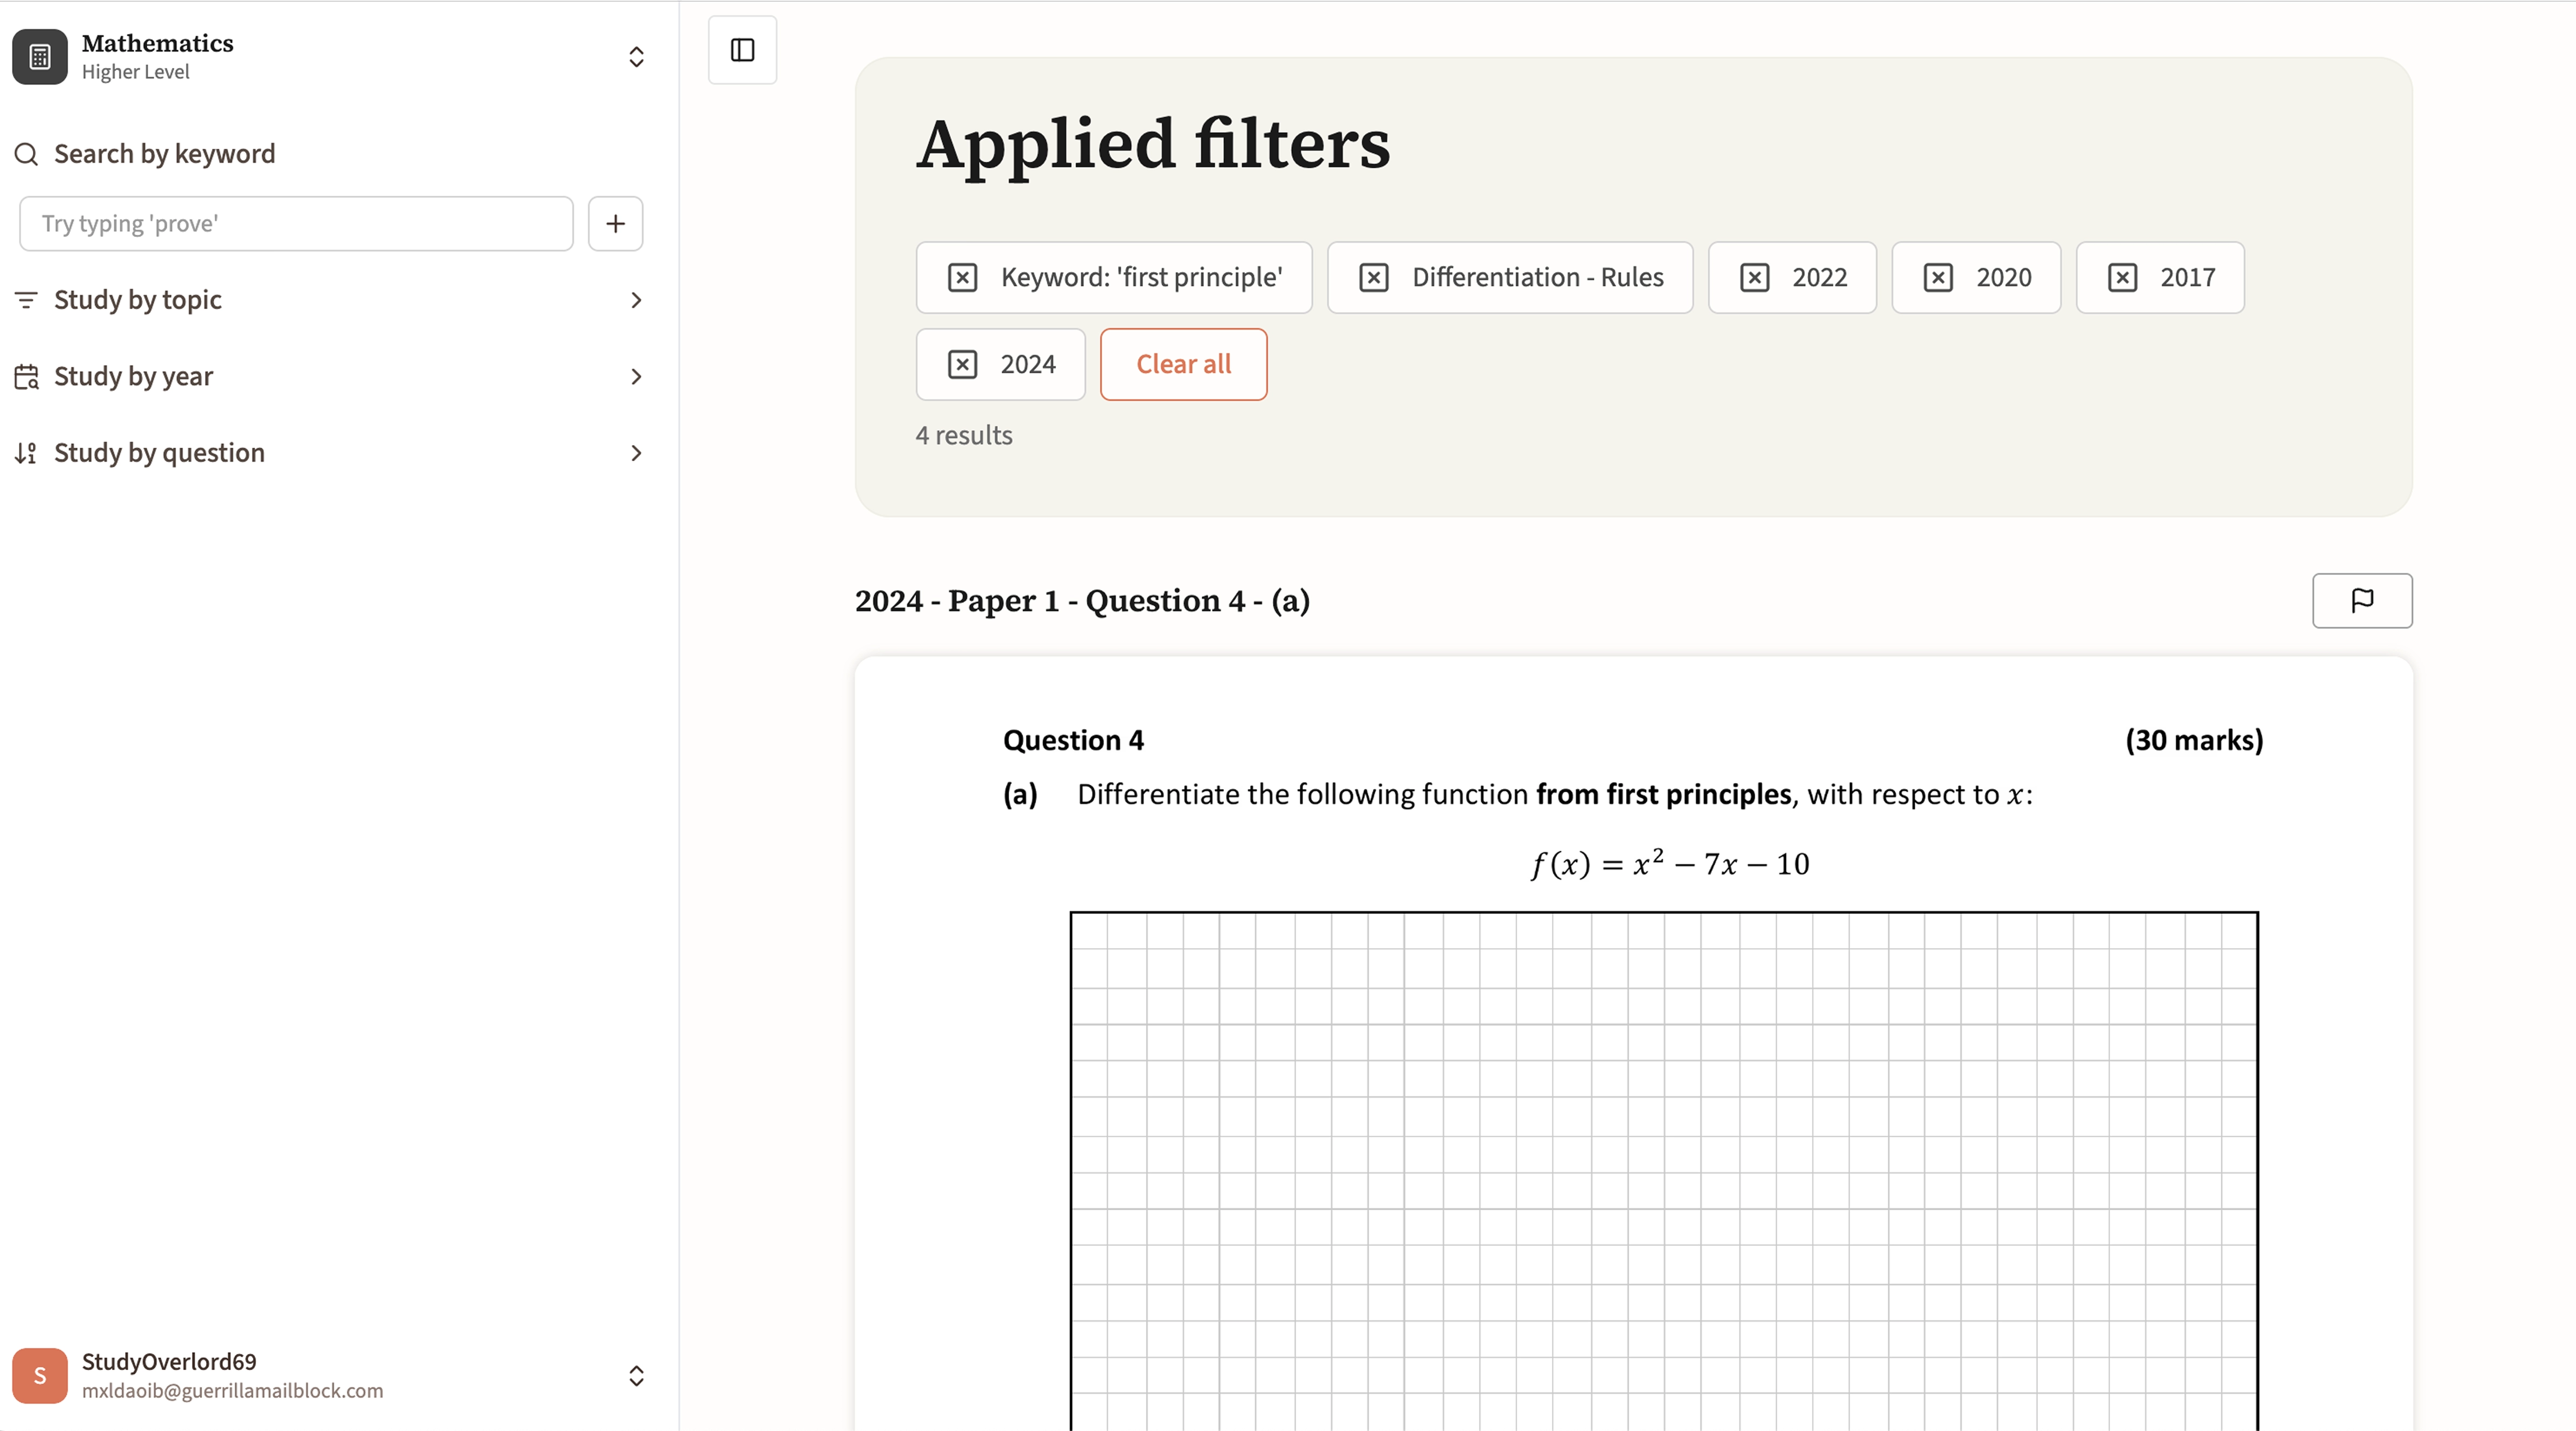 Mathematics
Higher Level
Search by keyword
Try typing 'prove'
Study by topic
Study by year
Study by question
StudyOverlord69
S
mxldaoib@guerrillamailblock.com
Applied filters
Keyword: 'first principle'
Differentiation - Rules
2022
2020
2017
2024
Clear all
4 results
2024 - Paper 1 - Question 4 - (a)
Question 4 (30 marks)
(a) Differentiate the following function from first principles, with respect to x:
f(x) = x² − 7x − 10